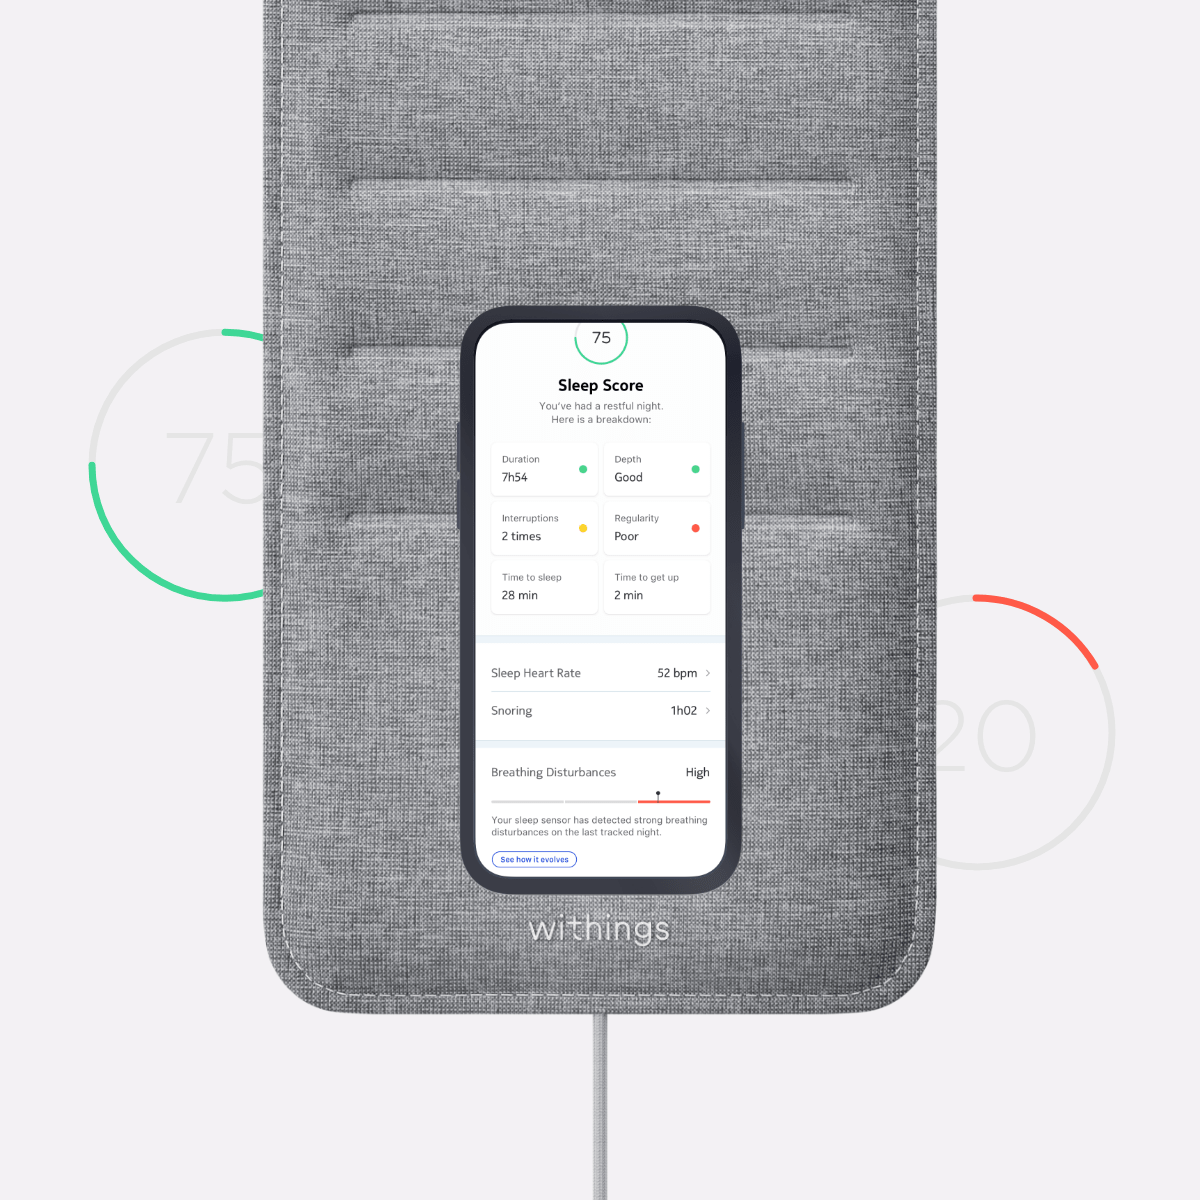 75
75
Sleep Score
You've had a restful night.
Here is a breakdown:
Duration
7h54
Depth
Good
Interruptions
2 times
Regularity
Poor
Time to sleep
28 min
Time to get up
2 min
Sleep Heart Rate
52 bpm
Snoring
1h02
20
Breathing Disturbances
High
Your sleep sensor has detected strong breathing
disturbances on the last tracked night.
See how it evolves
withings